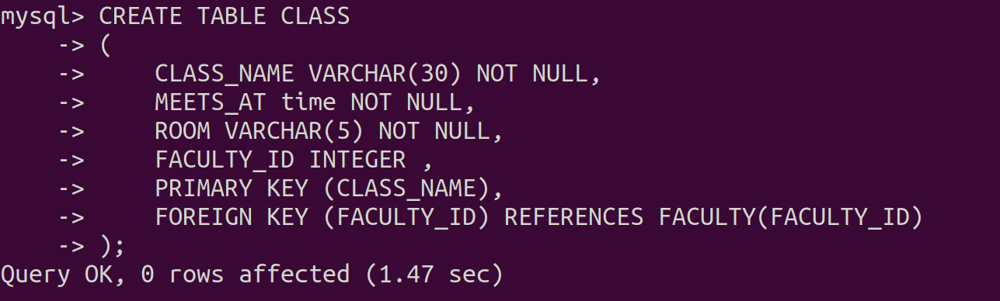 mysql> CREATE TABLE CLASS
    -> (
    ->     CLASS_NAME VARCHAR(30) NOT NULL,
    ->     MEETS_AT time NOT NULL,
    ->     ROOM VARCHAR(5) NOT NULL,
    ->     FACULTY_ID INTEGER ,
    ->     PRIMARY KEY (CLASS_NAME),
    ->     FOREIGN KEY (FACULTY_ID) REFERENCES FACULTY(FACULTY_ID)
    -> );
Query OK, 0 rows affected (1.47 sec)